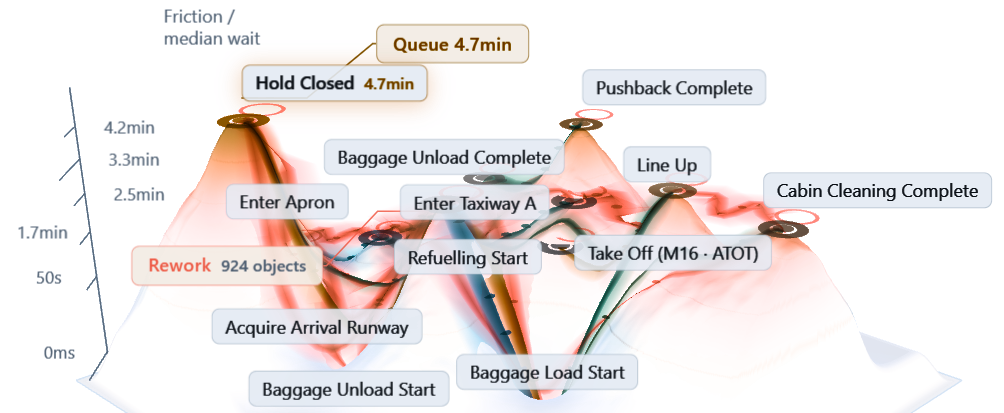 Friction /
median wait
Queue 4.7min
Hold Closed 4.7min
Pushback Complete
4.2min
3.3min
2.5min
1.7min
50s
0ms
Baggage Unload Complete
Line Up
Cabin Cleaning Complete
Enter Apron
Enter Taxiway A
Refuelling Start
Take Off (M16 · ATOT)
Rework 924 objects
Acquire Arrival Runway
Baggage Unload Start
Baggage Load Start